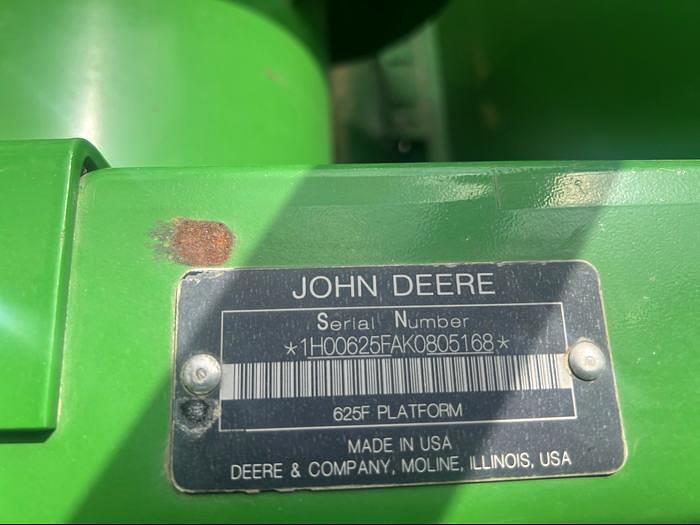 JOHN DEERE
Serial Number
*1H00625FAK0805168*
625F PLATFORM
MADE IN USA
DEERE & COMPANY, MOLINE, ILLINOIS, USA